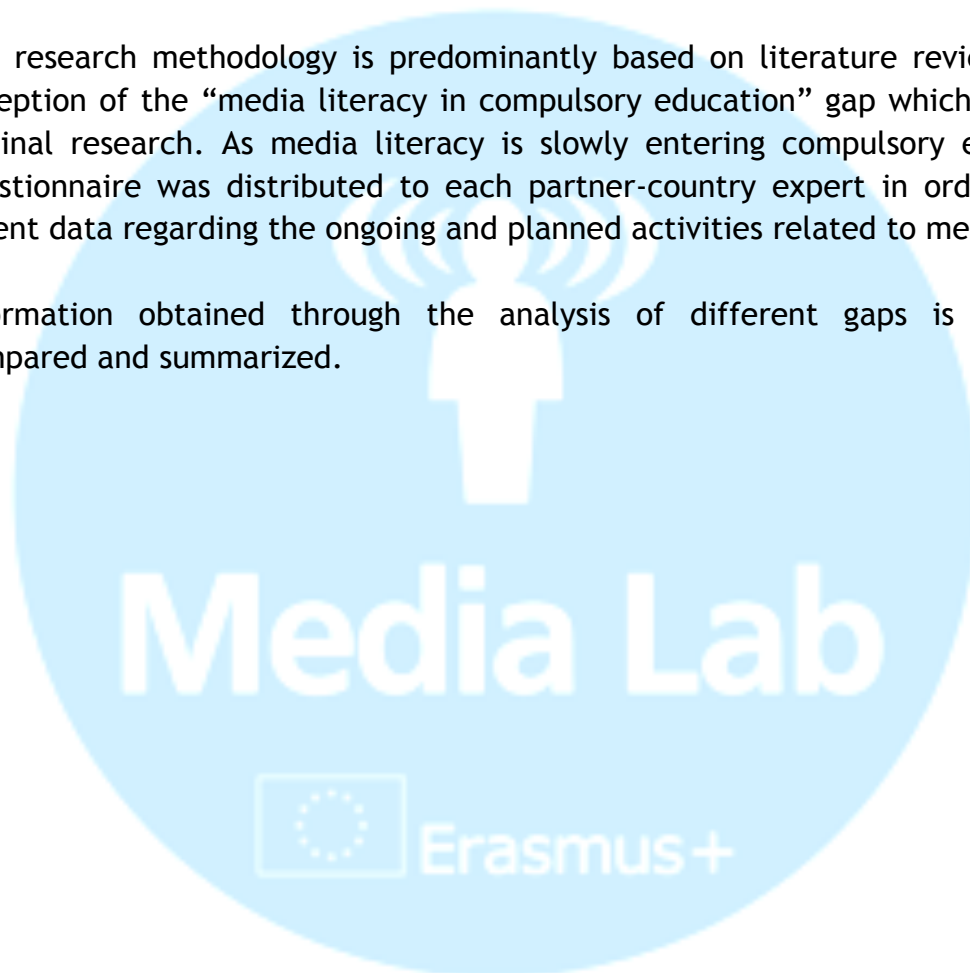 research methodology is predominantly based on literature revi
eption of the “media literacy in compulsory education” gap which
inal research. As media literacy is slowly entering compulsory e
stionnaire was distributed to each partner-country expert in ord
ent data regarding the ongoing and planned activities related to me
ormation obtained through the analysis of different gaps is
mpared and summarized.
Media Lab
Erasmus+